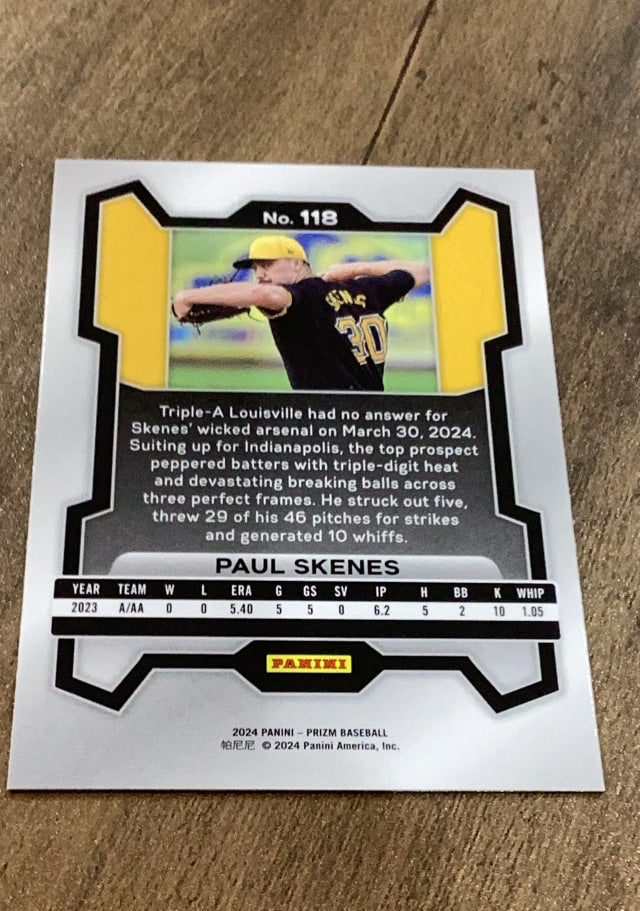 No. 118
30
Triple-A Louisville had no answer for
Skenes' wicked arsenal on March 30, 2024.
Suiting up for Indianapolis, the top prospect
peppered batters with triple-digit heat
and devastating breaking balls across
three perfect frames. He struck out five,
threw 29 of his 46 pitches for strikes
and generated 10 whiffs.
PAUL SKENES
YEAR TEAM W L ERA G GS SV IP H BB K WHIP
2023 A/AA 0 0 5.40 5 5 0 6.2 5 2 10 1.05
PANINI
2024 PANINI – PRIZM BASEBALL
帕尼尼 © 2024 Panini America, Inc.